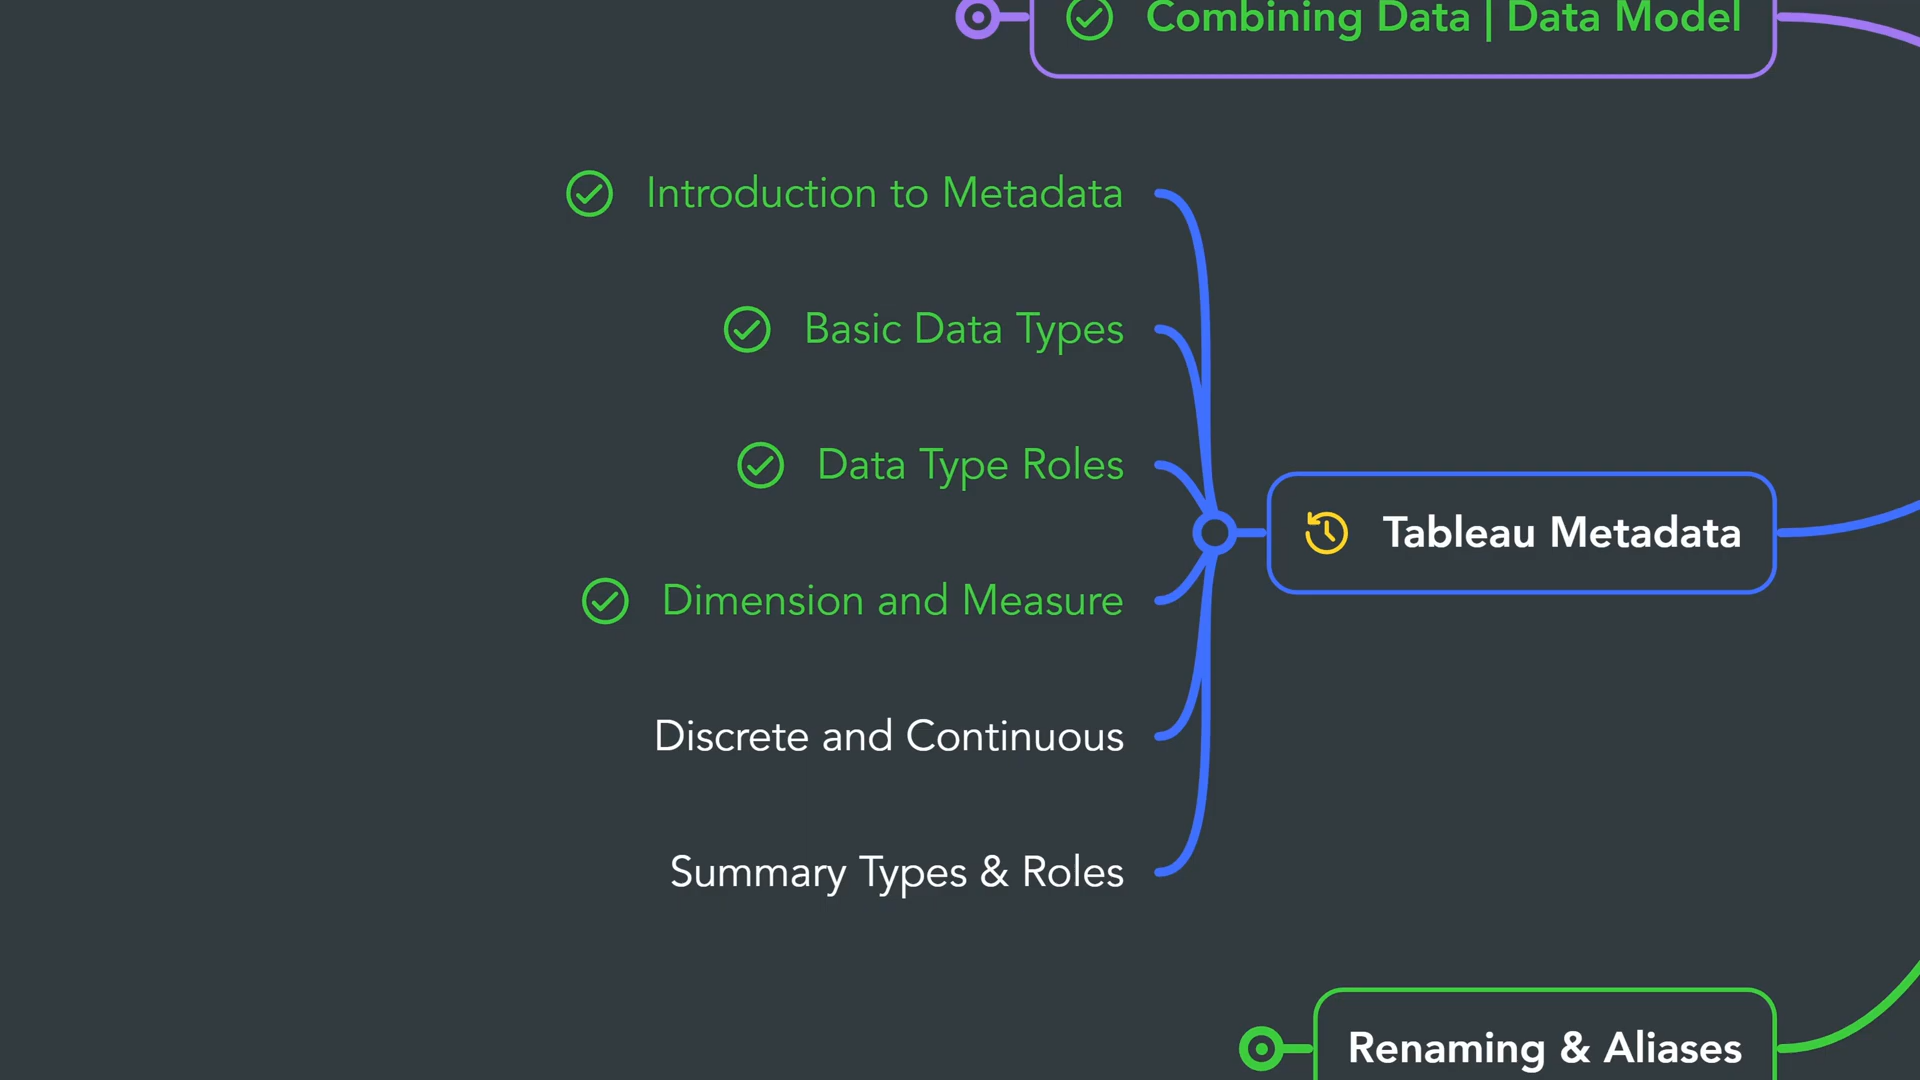 Combining Data | Data Model
Introduction to Metadata
Basic Data Types
Data Type Roles
Tableau Metadata
Dimension and Measure
Discrete and Continuous
Summary Types & Roles
Renaming & Aliases